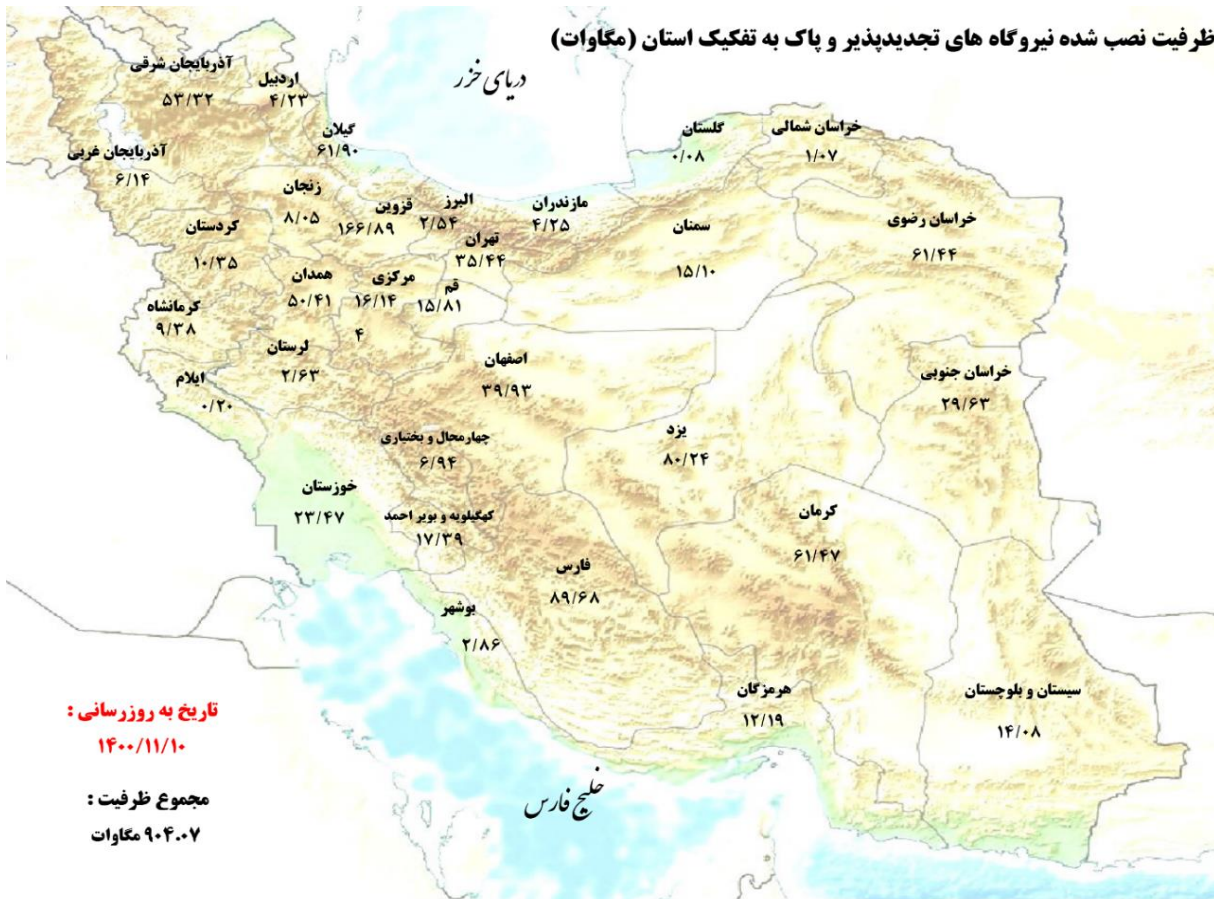 ظرفیت نصب شده نیروگاه های تجدیدپذیر و پاک به تفکیک استان (مگاوات)
دریای خزر
آذربایجان شرقی
۵۳/۳۲
اردبیل
۴/۲۳
گیلان
۶۱/۹۰
گلستان
۰/۰۸
خراسان شمالی
۱/۰۷
آذربایجان غربی
۶/۱۴
زنجان
۸/۰۵
قزوین
۱۶۶/۸۹
البرز
۲/۵۴
مازندران
۴/۲۵
سمنان
۱۵/۱۰
خراسان رضوی
۶۱/۴۴
کردستان
۱۰/۳۵
تهران
۳۵/۴۴
همدان
۵۰/۴۱
مرکزی
۱۶/۱۴
۴
قم
۱۵/۸۱
کرمانشاه
۹/۳۸
لرستان
۲/۶۳
اصفهان
۳۹/۹۳
خراسان جنوبی
۲۹/۶۳
ایلام
۰/۲۰
چهارمحال و بختیاری
۶/۹۴
یزد
۸۰/۲۴
خوزستان
۲۳/۴۷
کهگیلویه و بویر احمد
۱۷/۳۹
کرمان
۶۱/۴۷
فارس
۸۹/۶۸
بوشهر
۲/۸۶
هرمزگان
۱۲/۱۹
سیستان و بلوچستان
۱۴/۰۸
خلیج فارس
تاریخ به روزرسانی :
۱۴۰۰/۱۱/۱۰
مجموع ظرفیت :
۹۰۴.۰۷ مگاوات